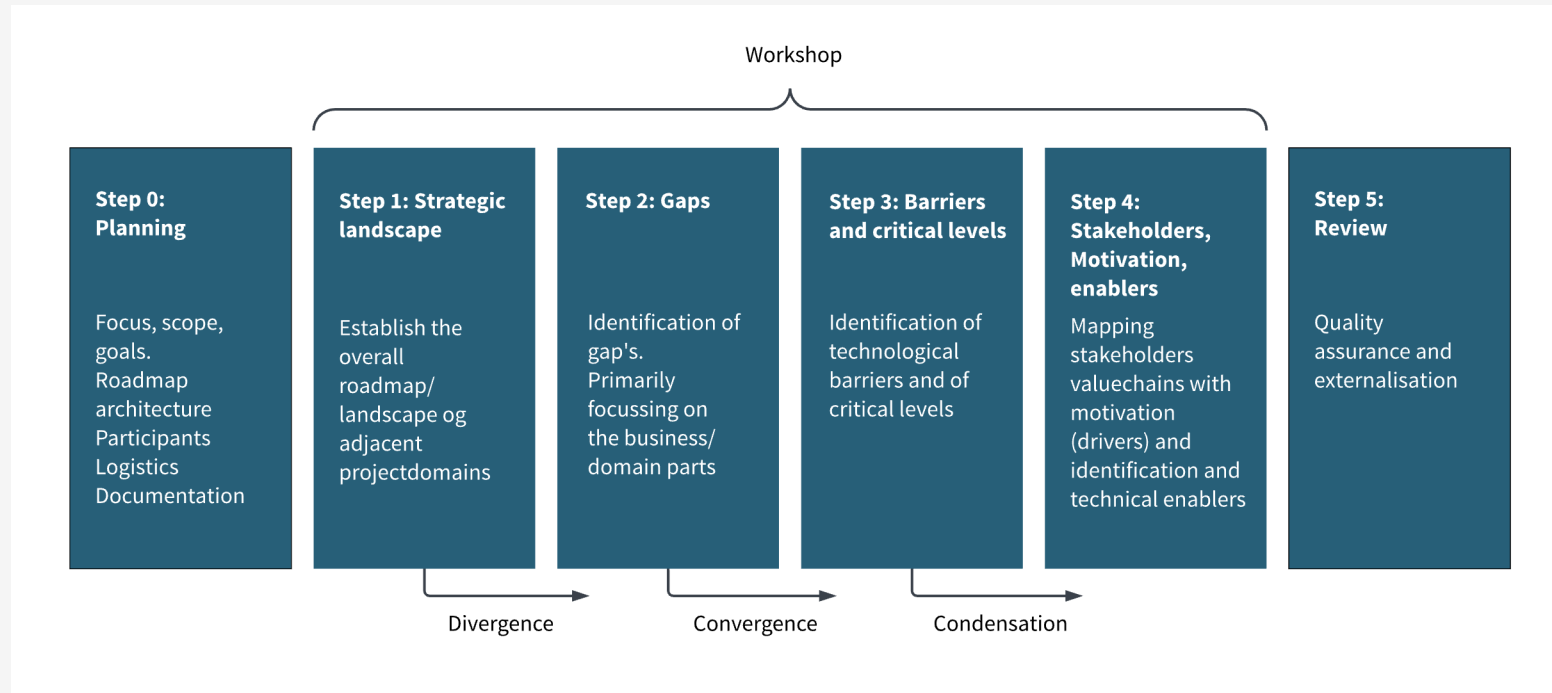 Workshop
Step 0:
Planning
Focus, scope,
goals.
Roadmap
architecture
Participants
Logistics
Documentation
Step 1: Strategic
landscape
Establish the
overall
roadmap/
landscape og
adjacent
projectdomains
Step 2: Gaps
Identification of
gap's.
Primarily
focussing on
the business/
domain parts
Step 3: Barriers
and critical levels
Identification of
technological
barriers and of
critical levels
Step 4:
Stakeholders,
Motivation,
enablers
Mapping
stakeholders
valuechains with
motivation
(drivers) and
identification and
technical enablers
Step 5:
Review
Quality
assurance and
externalisation
Divergence
Convergence
Condensation